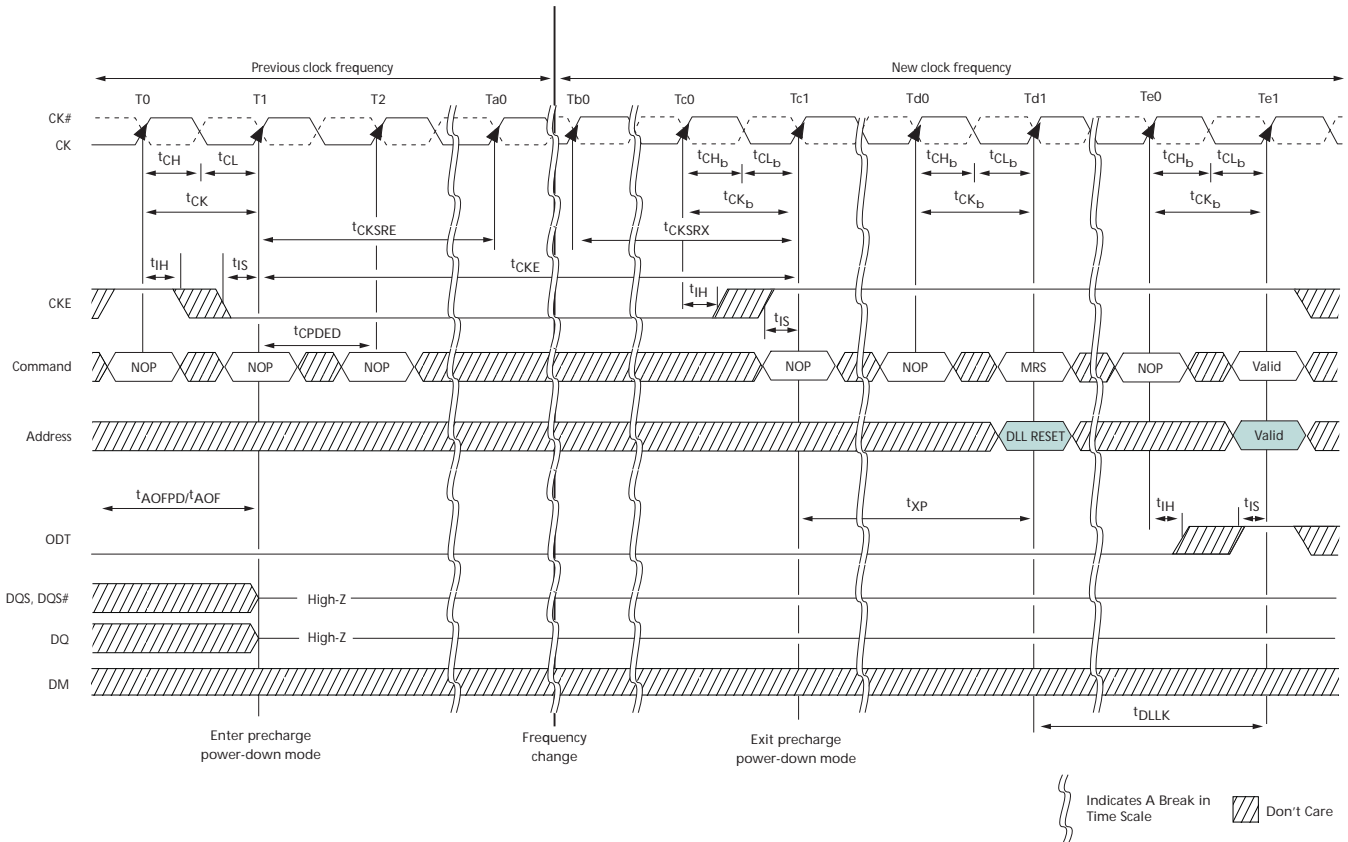 Previous clock frequency New clock frequency
T0 T1 T2 Ta0 Tb0 Tc0 Tc1 Td0 Td1 Te0 Te1
CK#
CK
tCH tCL tCHb tCLb tCHb tCLb tCHb tCLb
tCK tCKb tCKb tCKb
tCKSRE tCKSRX
tIH tIS tCKE
CKE tIH
tIS
tCPDED
Command NOP NOP NOP NOP NOP MRS NOP Valid
Address DLL RESET Valid
tAOFPD/tAOF tXP tIH tIS
ODT
DQS, DQS# High-Z
DQ High-Z
DM
tDLLK
Enter precharge
power-down mode
Frequency
change
Exit precharge
power-down mode
Indicates A Break in
Time Scale
Don't Care